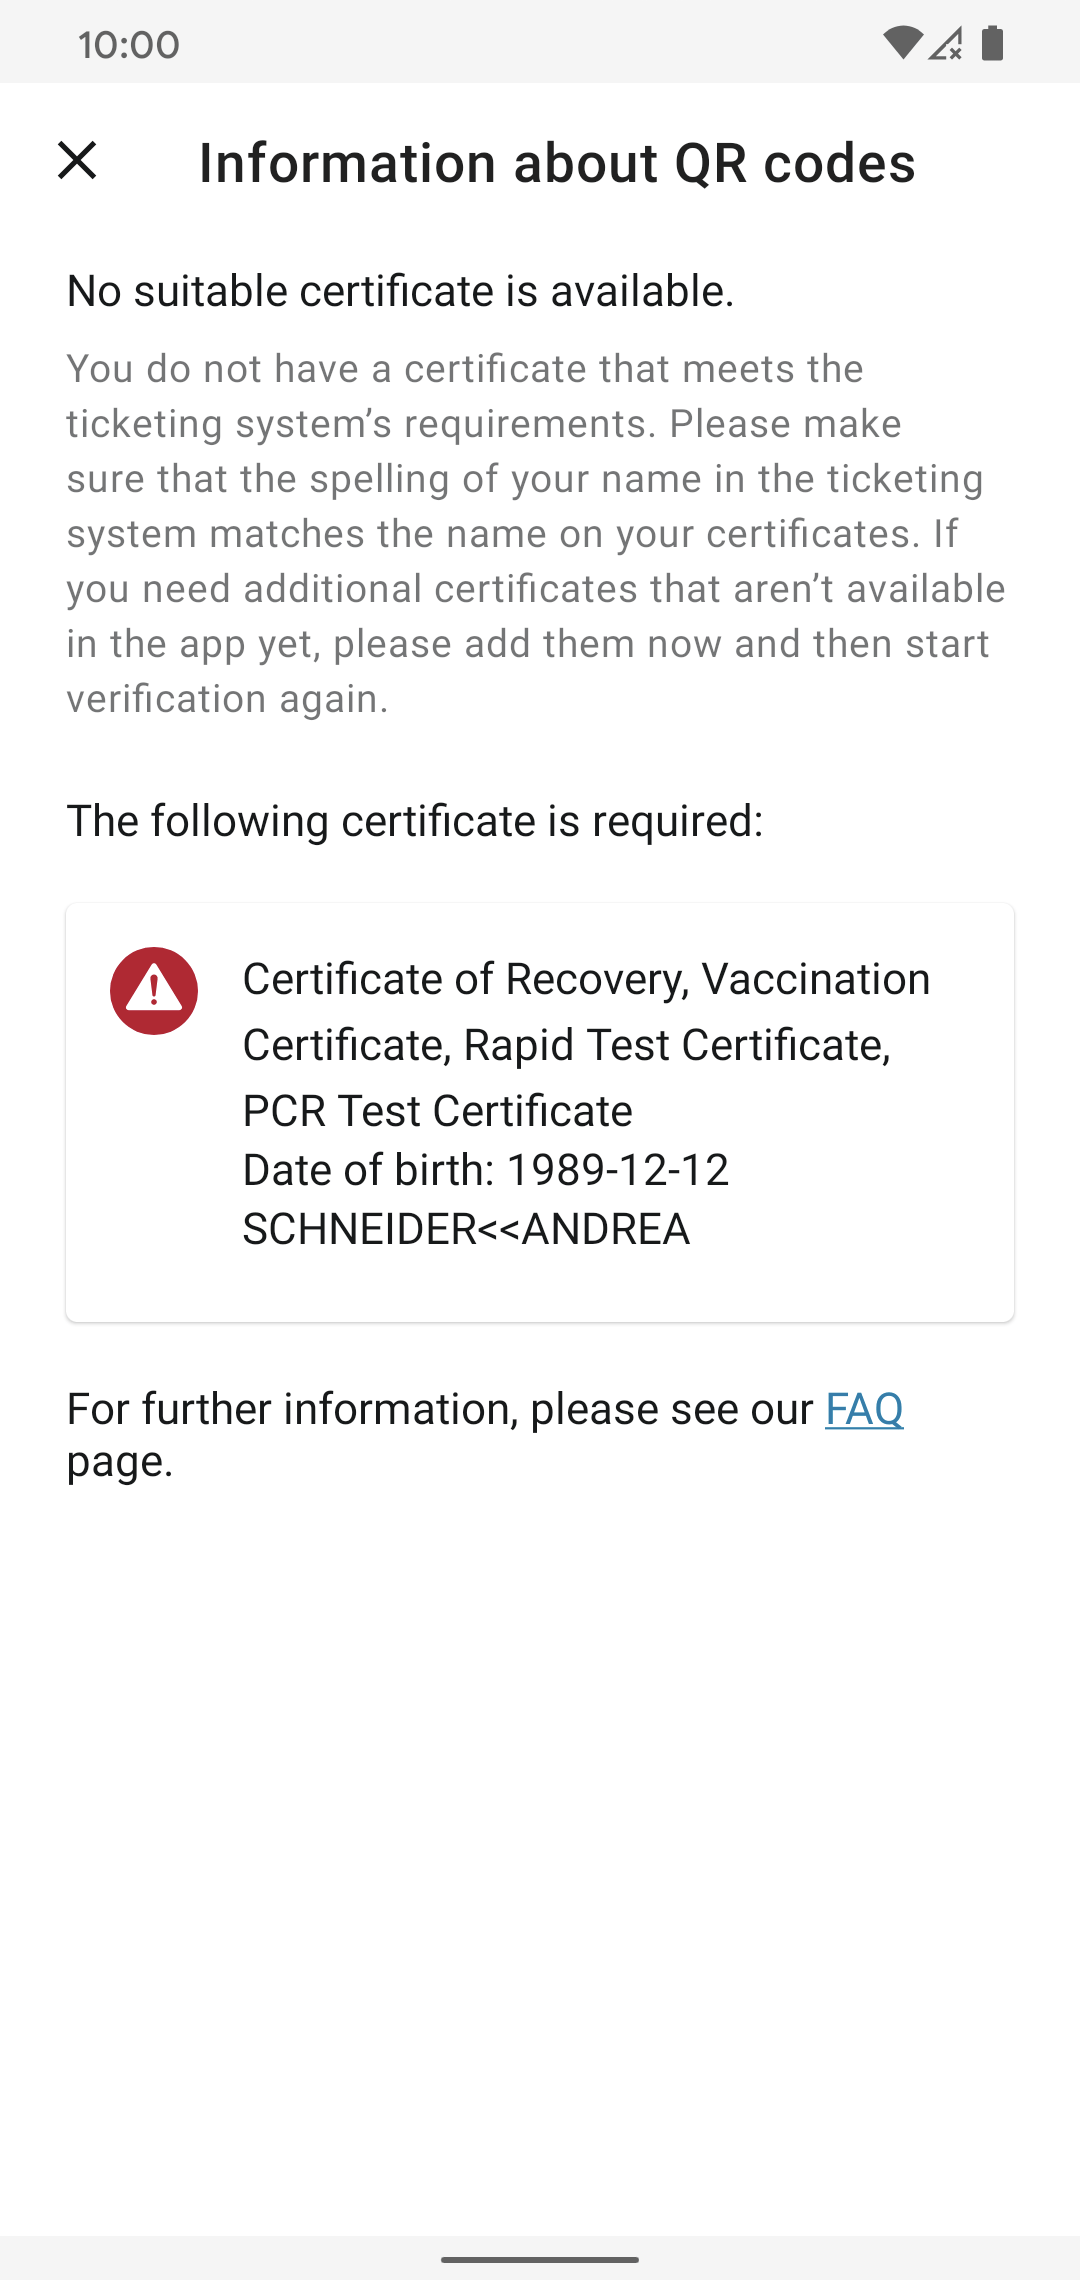 10:00
Information about QR codes
No suitable certificate is available.
You do not have a certificate that meets the
ticketing system’s requirements. Please make
sure that the spelling of your name in the ticketing
system matches the name on your certificates. If
you need additional certificates that aren’t available
in the app yet, please add them now and then start
verification again.
The following certificate is required:
Certificate of Recovery, Vaccination
Certificate, Rapid Test Certificate,
PCR Test Certificate
Date of birth: 1989-12-12
SCHNEIDER<<ANDREA
For further information, please see our FAQ
page.